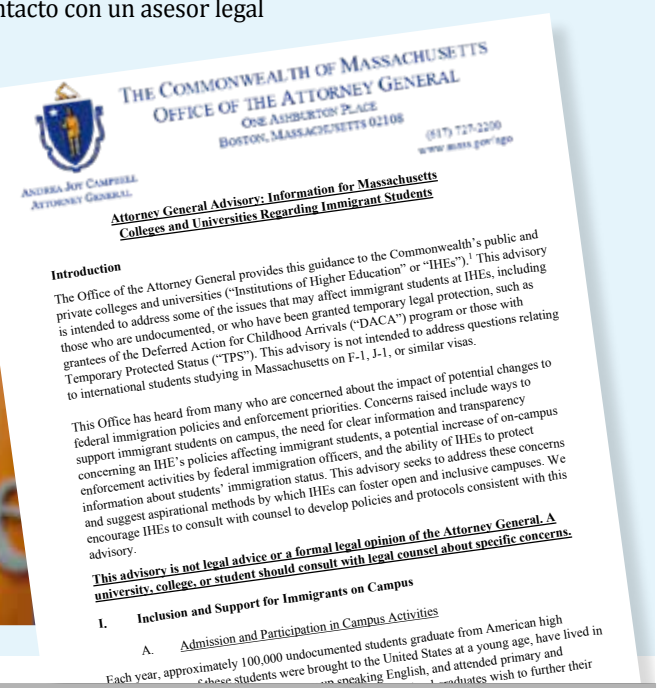 ntacto con un asesor legal
THE COMMONWEALTH OF MASSACHUSETTS
OFFICE OF THE ATTORNEY GENERAL
ONE ASHBURTON PLACE
BOSTON, MASSACHUSETTS 02108
(617) 727-2200
www.mass.gov/ago
ANDREA JOY CAMPBELL
ATTORNEY GENERAL
Attorney General Advisory: Information for Massachusetts
Colleges and Universities Regarding Immigrant Students
Introduction
The Office of the Attorney General provides this guidance to the Commonwealth's public and
private colleges and universities ("Institutions of Higher Education" or "IHEs").1 This advisory
is intended to address some of the issues that may affect immigrant students at IHEs, including
those who are undocumented, or who have been granted temporary legal protection, such as
grantees of the Deferred Action for Childhood Arrivals ("DACA") program or those with
Temporary Protected Status ("TPS"). This advisory is not intended to address questions relating
to international students studying in Massachusetts on F-1, J-1, or similar visas.
This Office has heard from many who are concerned about the impact of potential changes to
federal immigration policies and enforcement priorities. Concerns raised include ways to
support immigrant students on campus, the need for clear information and transparency
concerning an IHE's policies affecting immigrant students, a potential increase of on-campus
enforcement activities by federal immigration officers, and the ability of IHEs to protect
information about students' immigration status. This advisory seeks to address these concerns
and suggest aspirational methods by which IHEs can foster open and inclusive campuses. We
encourage IHEs to consult with counsel to develop policies and protocols consistent with this
advisory.
This advisory is not legal advice or a formal legal opinion of the Attorney General. A
university, college, or student should consult with legal counsel about specific concerns.
I. Inclusion and Support for Immigrants on Campus
A. Admission and Participation in Campus Activities
Each year, approximately 100,000 undocumented students graduate from American high
these students were brought to the United States at a young age, have lived in
speaking English, and attended primary and
graduates wish to further their